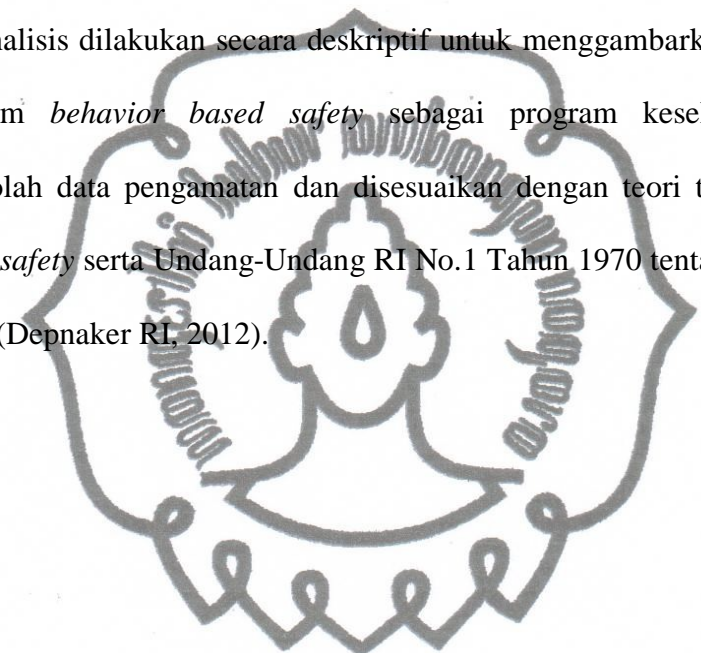 nalisis dilakukan secara deskriptif untuk menggambark
m behavior based safety sebagai program kesel
olah data pengamatan dan disesuaikan dengan teori t
safety serta Undang-Undang RI No.1 Tahun 1970 tenta
(Depnaker RI, 2012).